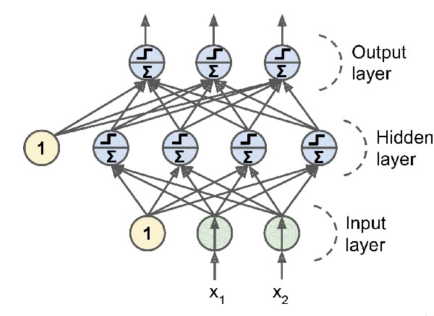 Σ Σ Σ
Output
layer
1 Σ Σ Σ Σ
Hidden
layer
1
Input
layer
x₁ x₂